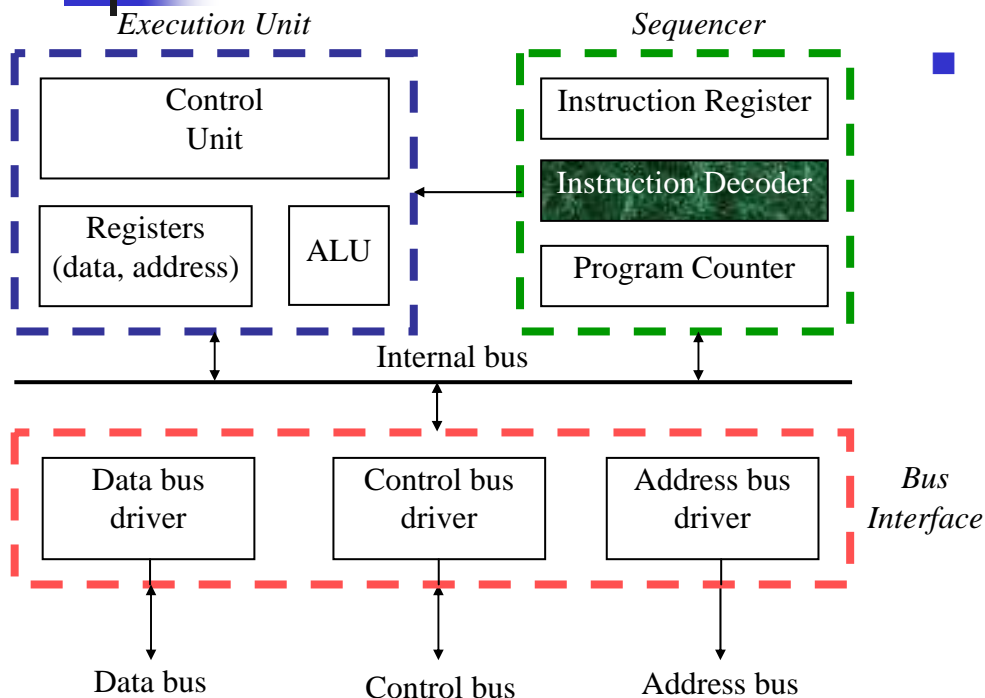 Execution Unit
Sequencer
Control
Unit
Instruction Register
Instruction Decoder
Registers
(data, address)
ALU
Program Counter
Internal bus
Data bus
driver
Control bus
driver
Address bus
driver
Bus
Interface
Data bus
Control bus
Address bus